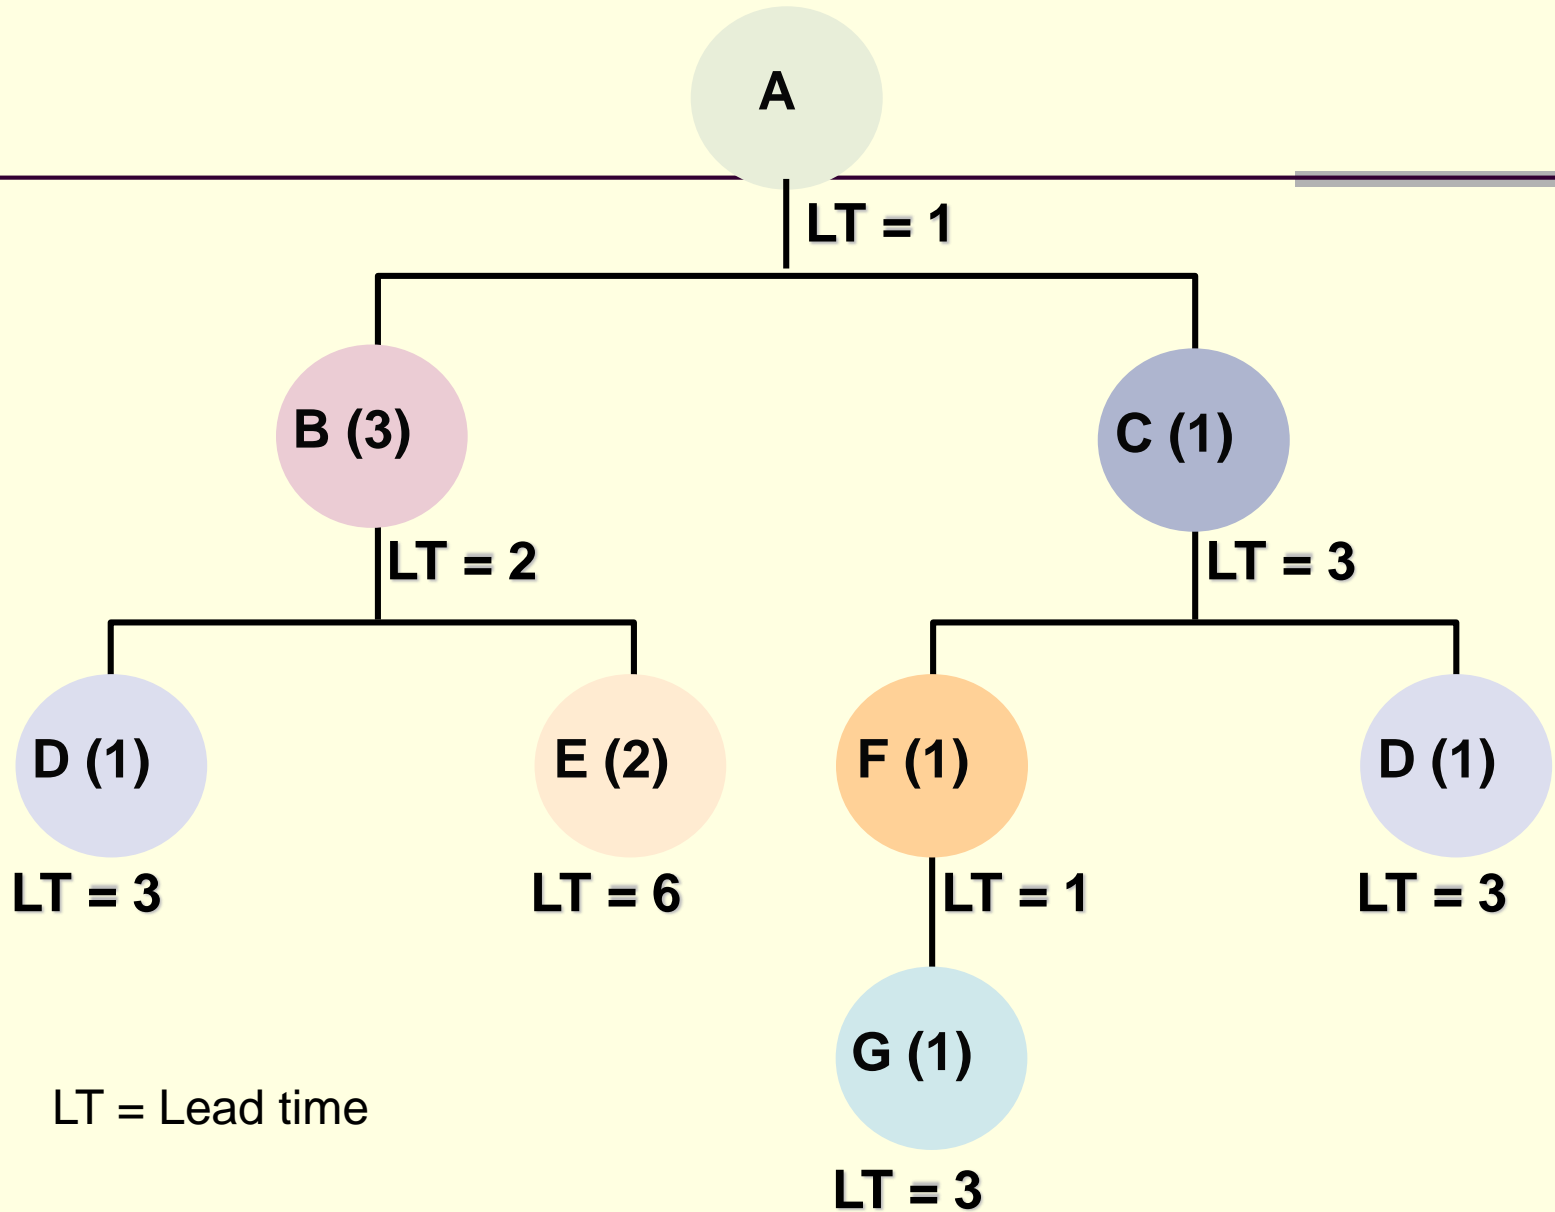 A
LT = 1
B (3)
C (1)
LT = 2
LT = 3
D (1)
E (2)
F (1)
D (1)
LT = 3
LT = 6
LT = 1
LT = 3
G (1)
LT = Lead time
LT = 3